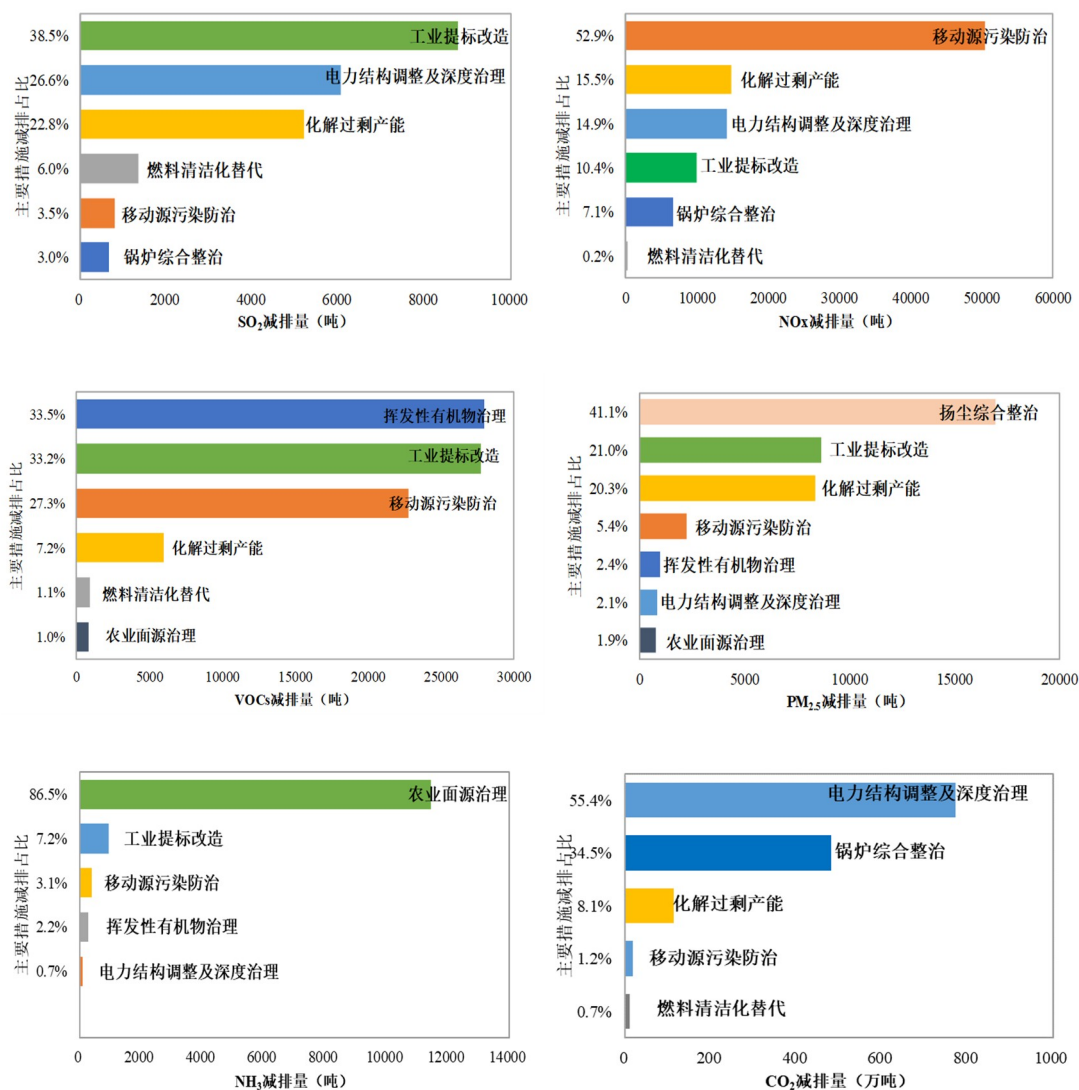 主要措施减排占比
38.5% 工业提标改造
26.6% 电力结构调整及深度治理
22.8% 化解过剩产能
6.0% 燃料清洁化替代
3.5% 移动源污染防治
3.0% 锅炉综合整治
0 2000 4000 6000 8000 10000
SO₂减排量（吨）
主要措施减排占比
52.9% 移动源污染防治
15.5% 化解过剩产能
14.9% 电力结构调整及深度治理
10.4% 工业提标改造
7.1% 锅炉综合整治
0.2% 燃料清洁化替代
0 10000 20000 30000 40000 50000 60000
NOx减排量（吨）
主要措施减排占比
33.5% 挥发性有机物治理
33.2% 工业提标改造
27.3% 移动源污染防治
7.2% 化解过剩产能
1.1% 燃料清洁化替代
1.0% 农业面源治理
0 5000 10000 15000 20000 25000 30000
VOCs减排量（吨）
主要措施减排占比
41.1% 扬尘综合整治
21.0% 工业提标改造
20.3% 化解过剩产能
5.4% 移动源污染防治
2.4% 挥发性有机物治理
2.1% 电力结构调整及深度治理
1.9% 农业面源治理
0 5000 10000 15000 20000
PM₂.₅减排量（吨）
主要措施减排占比
86.5% 农业面源治理
7.2% 工业提标改造
3.1% 移动源污染防治
2.2% 挥发性有机物治理
0.7% 电力结构调整及深度治理
0 2000 4000 6000 8000 10000 12000 14000
NH₃减排量（吨）
主要措施减排占比
55.4% 电力结构调整及深度治理
34.5% 锅炉综合整治
8.1% 化解过剩产能
1.2% 移动源污染防治
0.7% 燃料清洁化替代
0 200 400 600 800 1000
CO₂减排量（万吨）